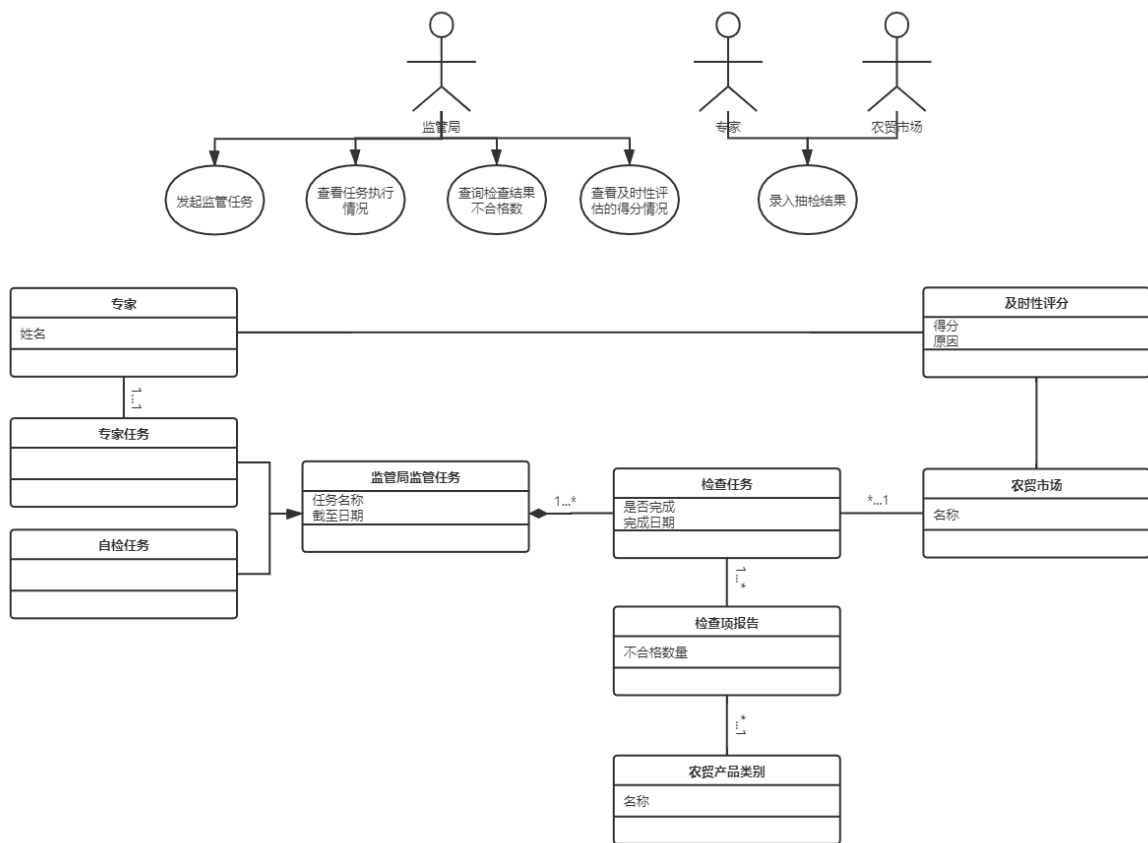 监管局
专家
农贸市场
发起监管任务
查看任务执行
情况
查询检查结果
不合格数
查看及时性评
估的得分情况
录入抽检结果
专家
姓名
及时性评分
得分
原因
1...1
专家任务
监管局监管任务
任务名称
截至日期
1...*
检查任务
是否完成
完成日期
*...1
农贸市场
名称
自检任务
1...*
检查项报告
不合格数量
*...1
农贸产品类别
名称